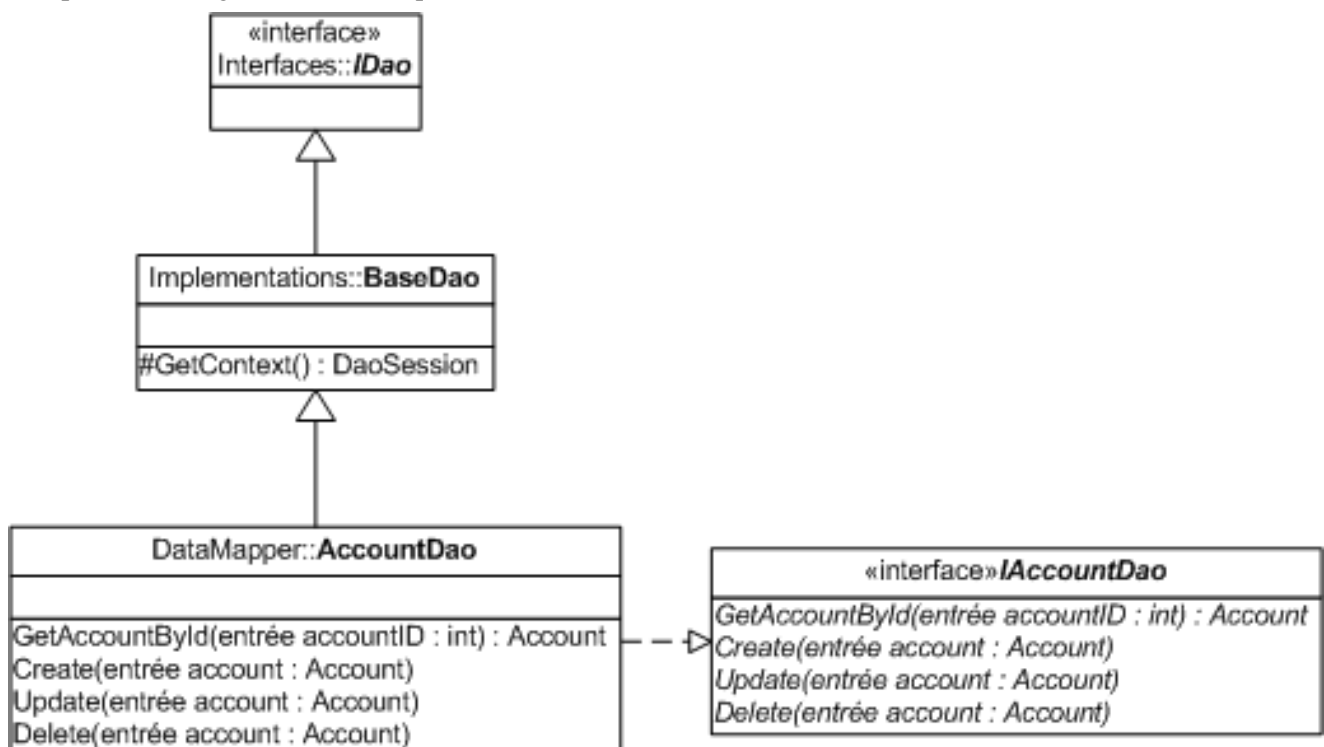 «interface»
Interfaces::IDao
Implementations::BaseDao
#GetContext() : DaoSession
DataMapper::AccountDao
GetAccountById(entrée accountID : int) : Account
Create(entrée account : Account)
Update(entrée account : Account)
Delete(entrée account : Account)
«interface»IAccountDao
GetAccountById(entrée accountID : int) : Account
Create(entrée account : Account)
Update(entrée account : Account)
Delete(entrée account : Account)